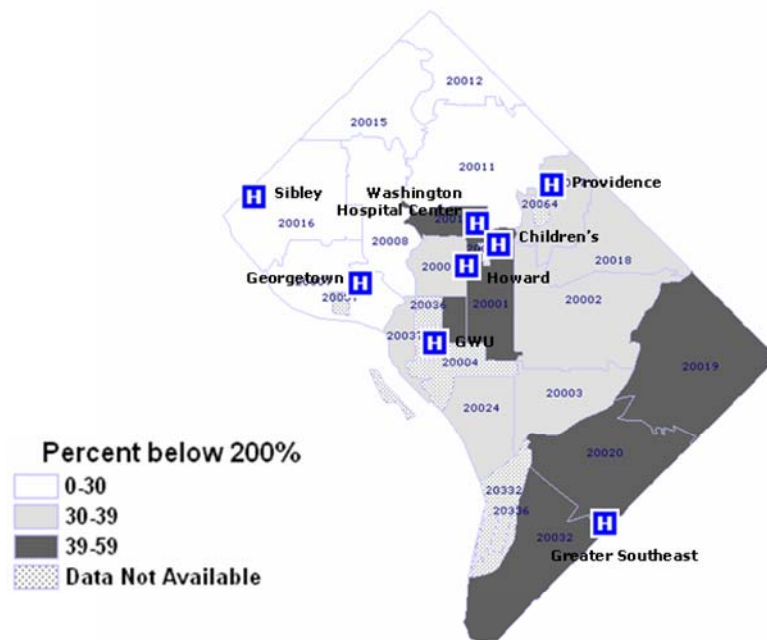 20012
20015
20011
Washington
Hospital Center
H Providence
20064
H Sibley
20016
H
H Children's
20008
20018
Georgetown H
H Howard
20036
20001
20002
20037
H GWU
20004
20019
20003
20024
20020
20332
20336
20032
H
Greater Southeast
Percent below 200%
0-30
30-39
39-59
Data Not Available